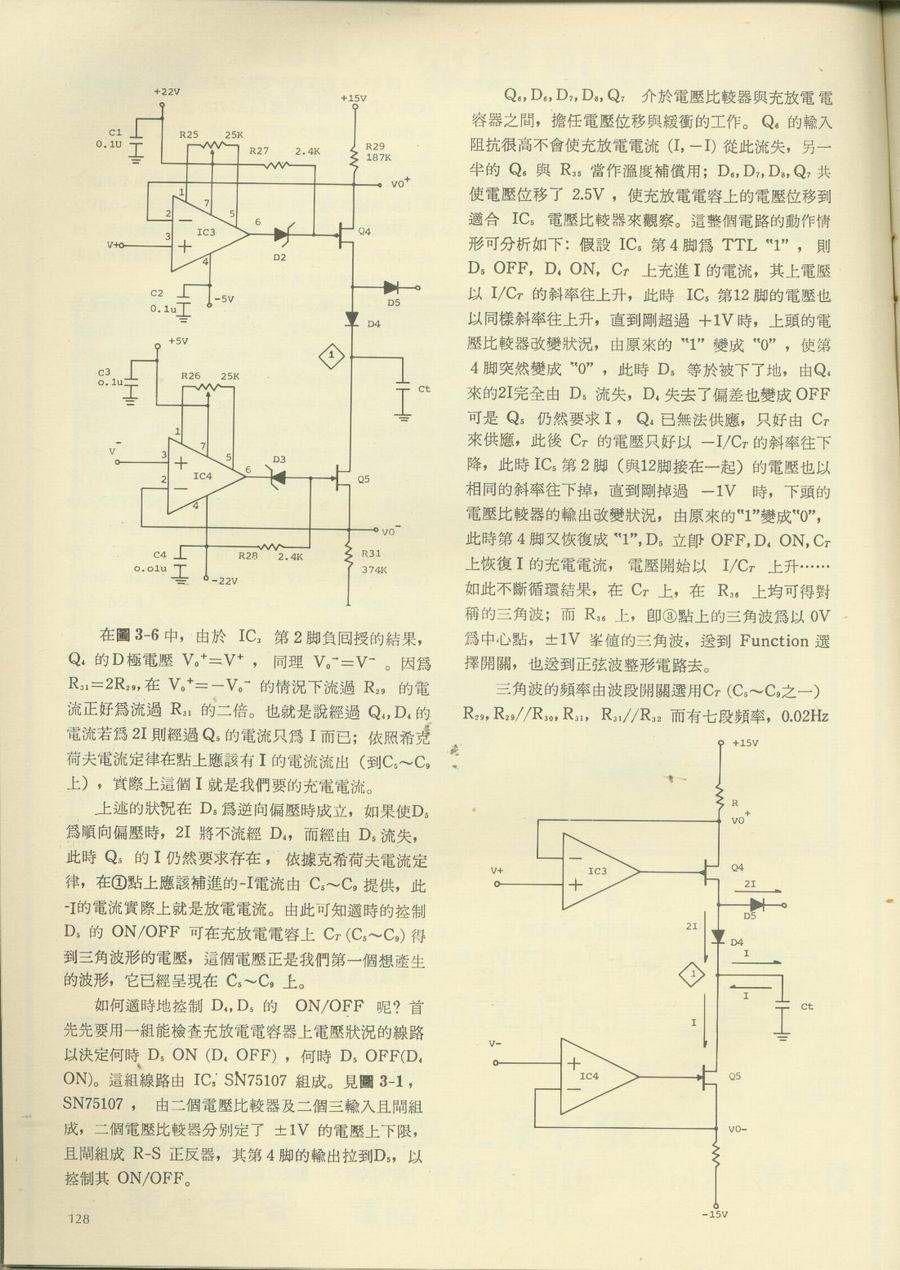 +22V
+15V
C1
0.1U
R25
25K
R27
2.4K
R29
187K
VO+
1
7
2
5
6
IC3
3
V+
4
D2
Q4
C2
0.1u
-5V
D5
D4
+5V
1
C3
0.1u
R26
25K
Ct
1
V-
3
7
5
IC4
6
2
4
D3
Q5
VO-
C4
0.01u
R28
2.4K
-22V
R31
374K
在圖 3-6 中,由於 IC₃ 第2脚負回授的結果,
Q₄ 的D極電壓 V₀⁺=V⁺ , 同理 V₀⁻=V⁻ 。因爲
R₃₁=2R₂₉,在 V₀⁺=-V₀⁻ 的情況下流過 R₂₉ 的電
流正好爲流過 R₃₁ 的二倍。也就是說經過 Q₄,D₄的
電流若爲 2I 則經過Q₅的電流只爲 I 而已;依照希克
荷夫電流定律在點上應該有 I 的電流流出(到C₅~C₉
上),實際上這個 I 就是我們要的充電電流。
上述的狀況在 D₅爲逆向偏壓時成立,如果使D₅
爲順向偏壓時,2I 將不流經 D₄,而經由 D₅流失,
此時 Q₅ 的 I 仍然要求存在, 依據克希荷夫電流定
律,在①點上應該補進的-I電流由 C₅~C₉ 提供,此
-I的電流實際上就是放電電流。由此可知適時的控制
D₅ 的 ON/OFF 可在充放電電容上 C_T (C₅~C₉) 得
到三角波形的電壓,這個電壓正是我們第一個想產生
的波形,它已經呈現在 C₅~C₉ 上。
如何適時地控制 D₄,D₅ 的 ON/OFF 呢?首
先先要用一組能檢查充放電電容器上電壓狀況的線路
以決定何時 D₅ ON (D₄ OFF) ,何時 D₅ OFF(D₄
ON)。這組線路由 IC₅ SN75107 組成。見圖 3-1 ,
SN75107 , 由二個電壓比較器及二個三輸入且閘組
成,二個電壓比較器分別定了 ±1V 的電壓上下限,
且閘組成 R-S 正反器,其第4脚的輸出拉到D₅,以
控制其 ON/OFF。
128
Q₆,D₆,D₇,D₈,Q₇ 介於電壓比較器與充放電電
容器之間,擔任電壓位移與緩衝的工作。Q₆ 的輸入
阻抗很高不會使充放電電流 (I,-I) 從此流失,另一
半的 Q₆ 與 R₃₅ 當作溫度補償用;D₆,D₇,D₈,Q₇共
使電壓位移了 2.5V ,使充放電電容上的電壓位移到
適合 IC₅ 電壓比較器來觀察。這整個電路的動作情
形可分析如下:假設 IC₅ 第4脚爲 TTL "1" , 則
D₅ OFF, D₄ ON, C_T 上充進I的電流,其上電壓
以 I/C_T 的斜率往上升,此時 IC₅ 第12脚的電壓也
以同樣斜率往上升,直到剛超過 +1V時,上頭的電
壓比較器改變狀況,由原來的 "1" 變成 "0" ,使第
4脚突然變成 "0" ,此時 D₅ 等於被下了地,由Q₄
來的2I完全由 D₅ 流失,D₄失去了偏差也變成OFF
可是 Q₅ 仍然要求I, Q₄已無法供應,只好由 C_T
來供應,此後 C_T 的電壓只好以 -I/C_T的斜率往下
降,此時IC₅第2脚(與12脚接在一起)的電壓也以
相同的斜率往下掉,直到剛掉過 -1V 時,下頭的
電壓比較器的輸出改變狀況,由原來的"1"變成"0",
此時第4脚又恢復成 "1",D₅ 立即 OFF,D₄ ON,C_T
上恢復I的充電電流, 電壓開始以 I/C_T 上升……
如此不斷循環結果,在 C_T 上,在 R₃₆ 上均可得對
稱的三角波;而 R₃₆ 上,卽③點上的三角波爲以 0V
爲中心點,±1V 峯値的三角波,送到 Function 選
擇開關,也送到正弦波整形電路去。
三角波的頻率由波段開關選用C_T (C₅~C₉之一)
R₂₉,R₂₉//R₃₀,R₃₁, R₃₁//R₃₂ 而有七段頻率,0.02Hz
+15V
R
VO+
V+
IC3
Q4
2I
D5
2I
D4
I
1
I
Ct
I
V-
IC4
Q5
VO-
-15V